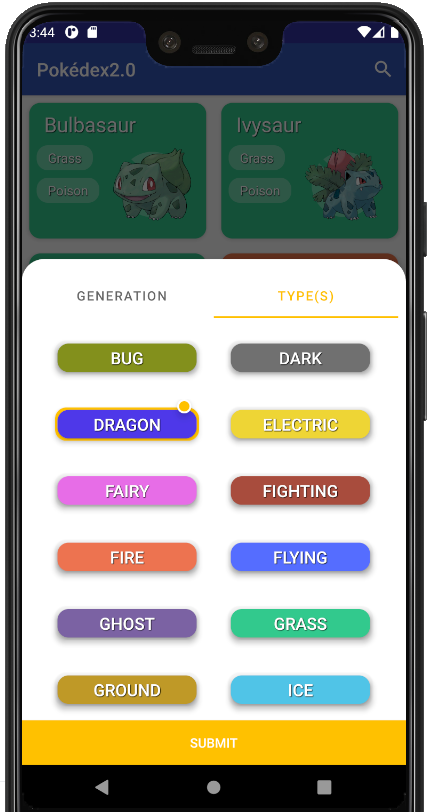 3:44
Pokédex2.0
Bulbasaur
Ivysaur
Grass
Grass
Poison
Poison
GENERATION
TYPE(S)
BUG
DARK
DRAGON
ELECTRIC
FAIRY
FIGHTING
FIRE
FLYING
GHOST
GRASS
GROUND
ICE
SUBMIT